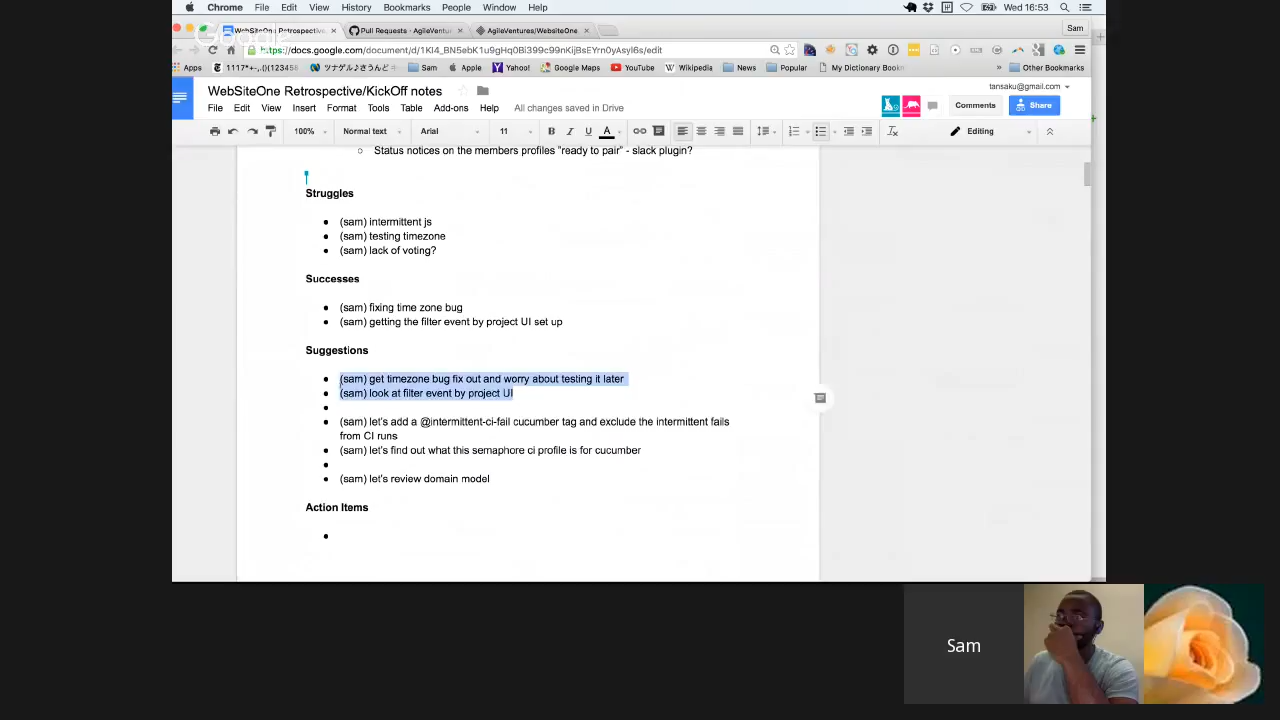 Chrome File Edit View History Bookmarks People Window Help Wed 16:53
WebSiteOne Retrospective Pull Requests · AgileVentur AgileVentures/WebsiteOne Sam
https://docs.google.com/document/d/
Apps Sam Apple Yahoo! Google Maps YouTube Wikipedia News Popular My Dictionary Other Bookmarks
WebSiteOne Retrospective/KickOff notes
tansaku@gmail.com
File Edit View Insert Format Tools Table Add-ons Help All changes saved in Drive Comments Share
100% Normal text Arial 11 B I U A Editing
Status notices on the members profiles "ready to pair" - slack plugin?
Struggles
(sam) intermittent js
(sam) testing timezone
(sam) lack of voting?
Successes
(sam) fixing time zone bug
(sam) getting the filter event by project UI set up
Suggestions
(sam) get timezone bug fix out and worry about testing it later
(sam) look at filter event by project UI
(sam) let's add a @intermittent-ci-fail cucumber tag and exclude the intermittent fails
from CI runs
(sam) let's find out what this semaphore ci profile is for cucumber
(sam) let's review domain model
Action Items
Sam